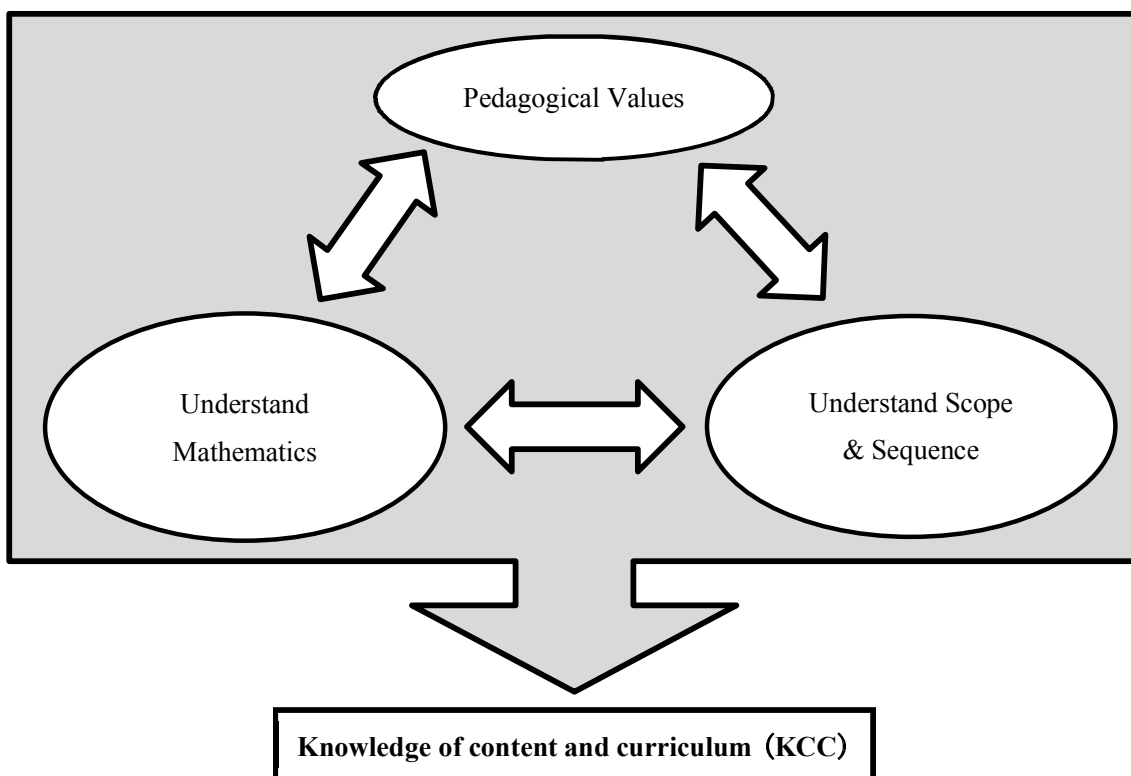 Pedagogical Values
Understand
Mathematics
Understand Scope
& Sequence
Knowledge of content and curriculum（KCC）